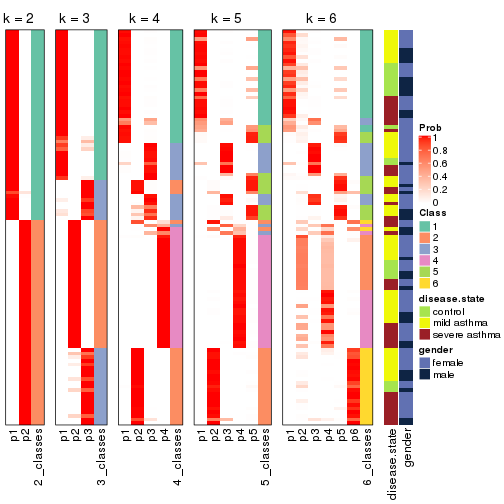 k = 2 k = 3 k = 4 k = 5 k = 6
Prob
1
0.8
0.6
0.4
0.2
0
Class
1
2
3
4
5
6
disease.state
control
mild asthma
severe asthma
gender
female
male
p1 p2 2_classes p1 p2 p3 3_classes p1 p2 p3 p4 4_classes p1 p2 p3 p4 p5 5_classes p1 p2 p3 p4 p5 p6 6_classes disease.state gender